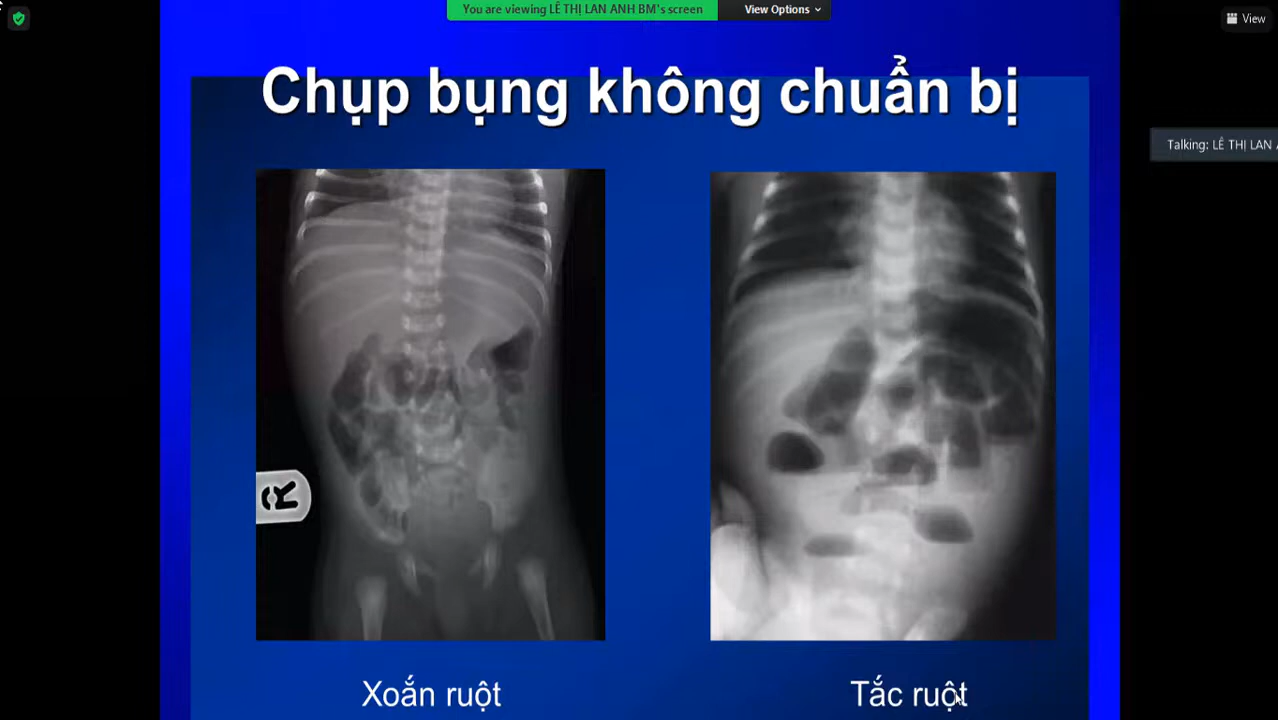 You are viewing LÊ THỊ LAN ANH BM's screen
View Options
View
Chụp bụng không chuẩn bị
Talking: LÊ THỊ LAN
R
Xoắn ruột
Tắc ruột